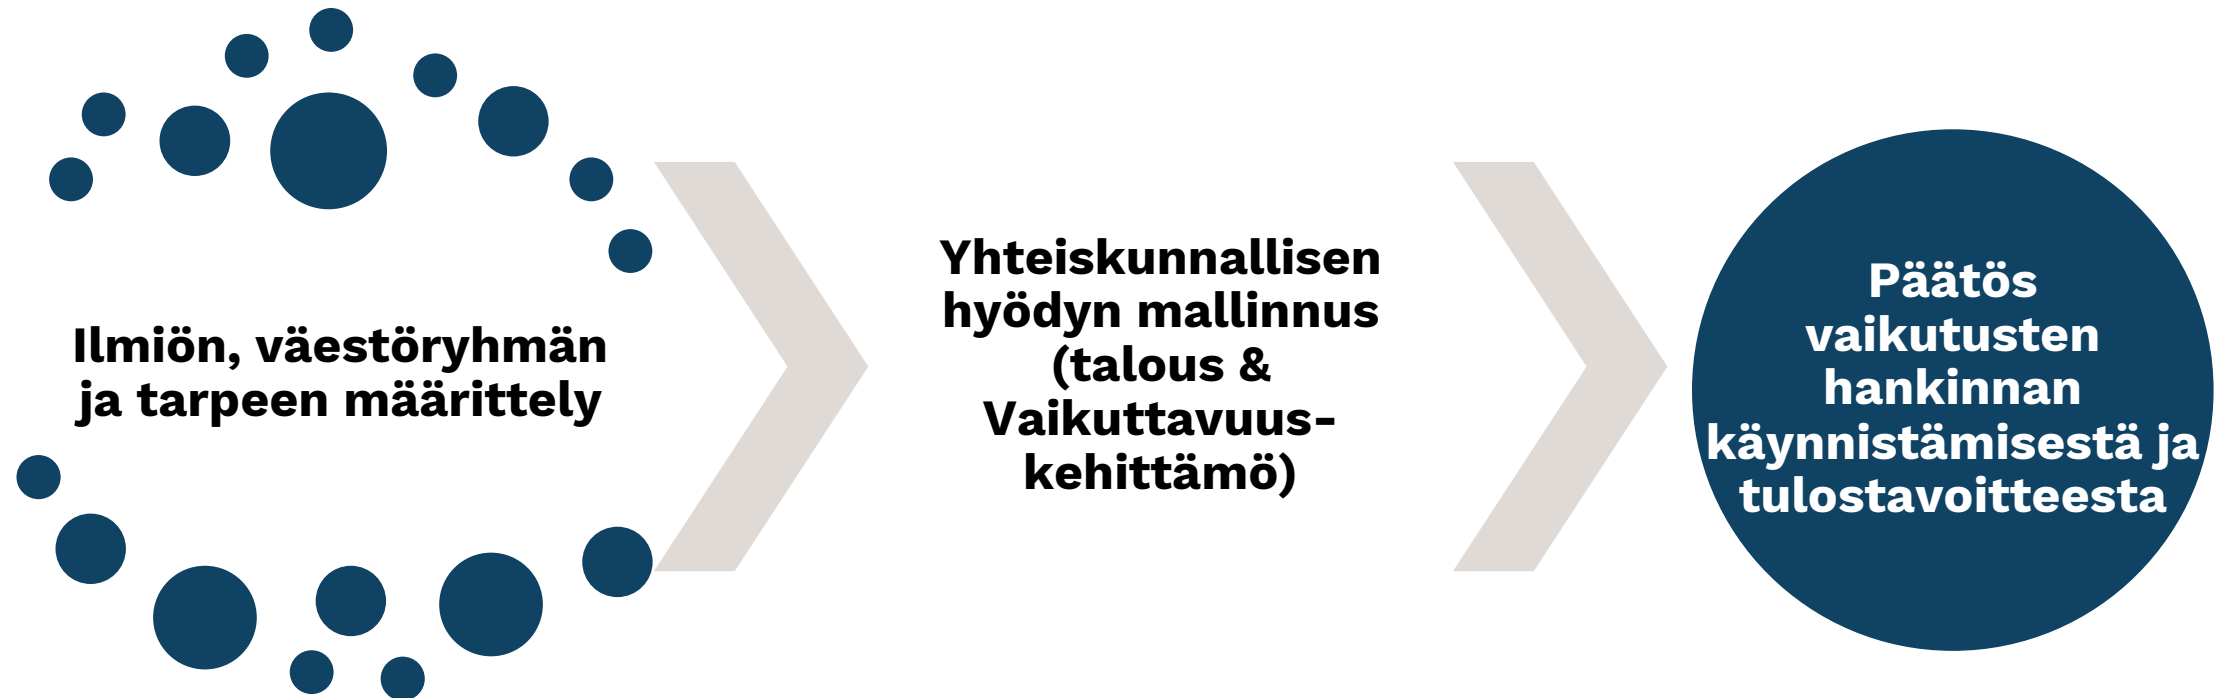 Ilmiön, väestöryhmän
ja tarpeen määrittely
Yhteiskunnallisen
hyödyn mallinnus
(talous &
Vaikuttavuus-
kehittämö)
Päätös
vaikutusten
hankinnan
käynnistämisestä ja
tulostavoitteesta